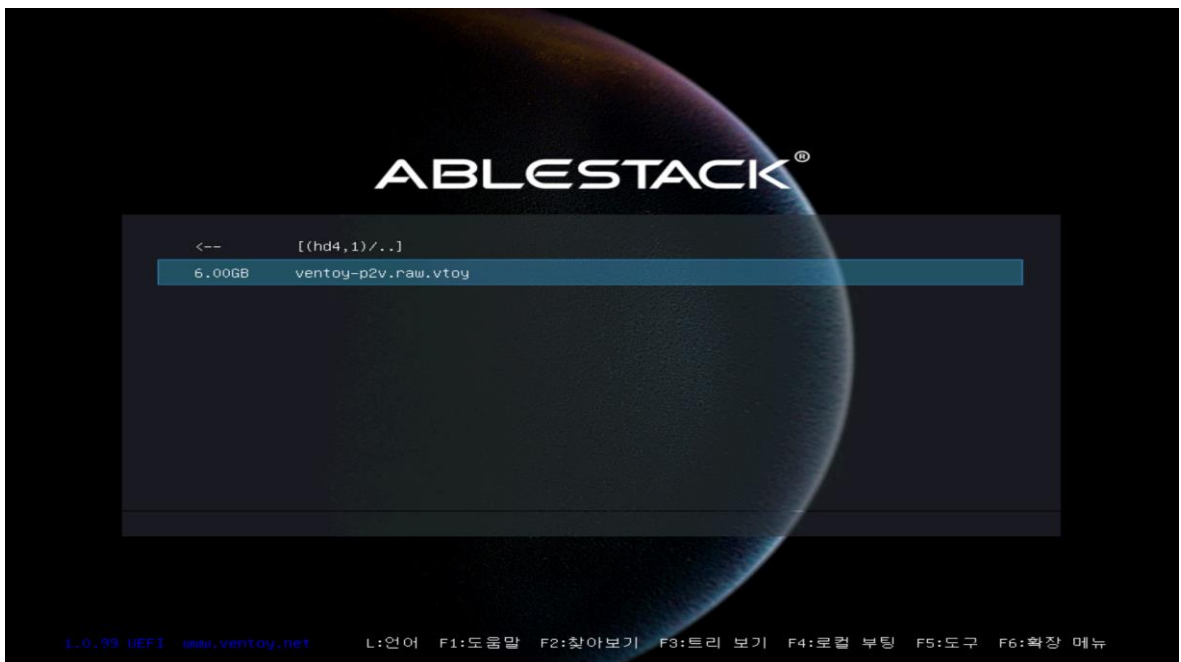 ABLESTACK®
<-- [(hd4,1)/..]
6.00GB ventoy-p2v.raw.vtoy
1.0.99 UEFI www.ventoy.net L:언어 F1:도움말 F2:찾아보기 F3:트리 보기 F4:로컬 부팅 F5:도구 F6:확장 메뉴